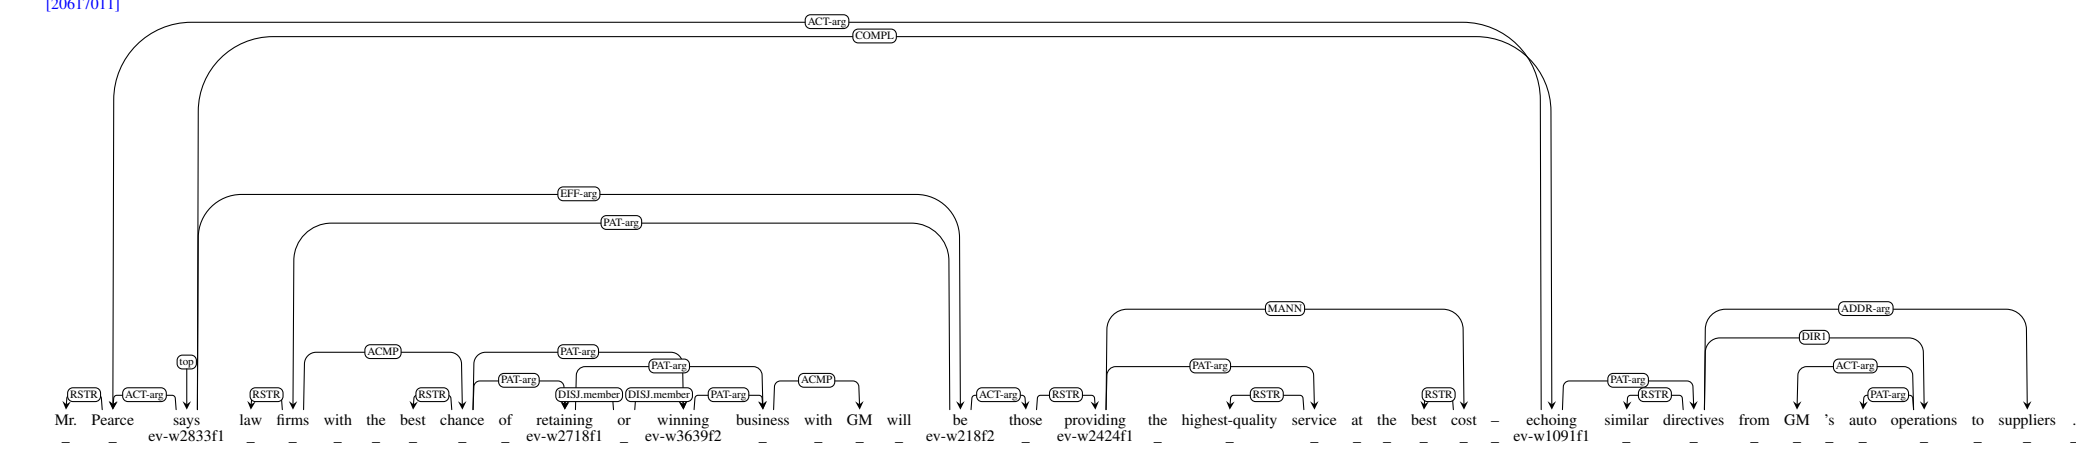 [20617011]
ACT-arg
COMPL
EFF-arg
PAT-arg
MANN ADDR-arg
DIR1
ACMP PAT-arg
top PAT-arg PAT-arg ACT-arg
PAT-arg ACMP PAT-arg
RSTR ACT-arg RSTR RSTR DISJ.member DISJ.member PAT-arg ACT-arg RSTR RSTR RSTR RSTR PAT-arg
Mr. Pearce says law firms with the best chance of retaining or winning business with GM will be those providing the highest-quality service at the best cost – echoing similar directives from GM 's auto operations to suppliers .
_ _ ev-w2833f1 _ _ _ _ _ _ _ ev-w2718f1 _ ev-w3639f2 _ _ _ _ ev-w218f2 _ ev-w2424f1 _ _ _ _ _ _ _ _ ev-w1091f1 _ _ _ _ _ _ _ _ _ _